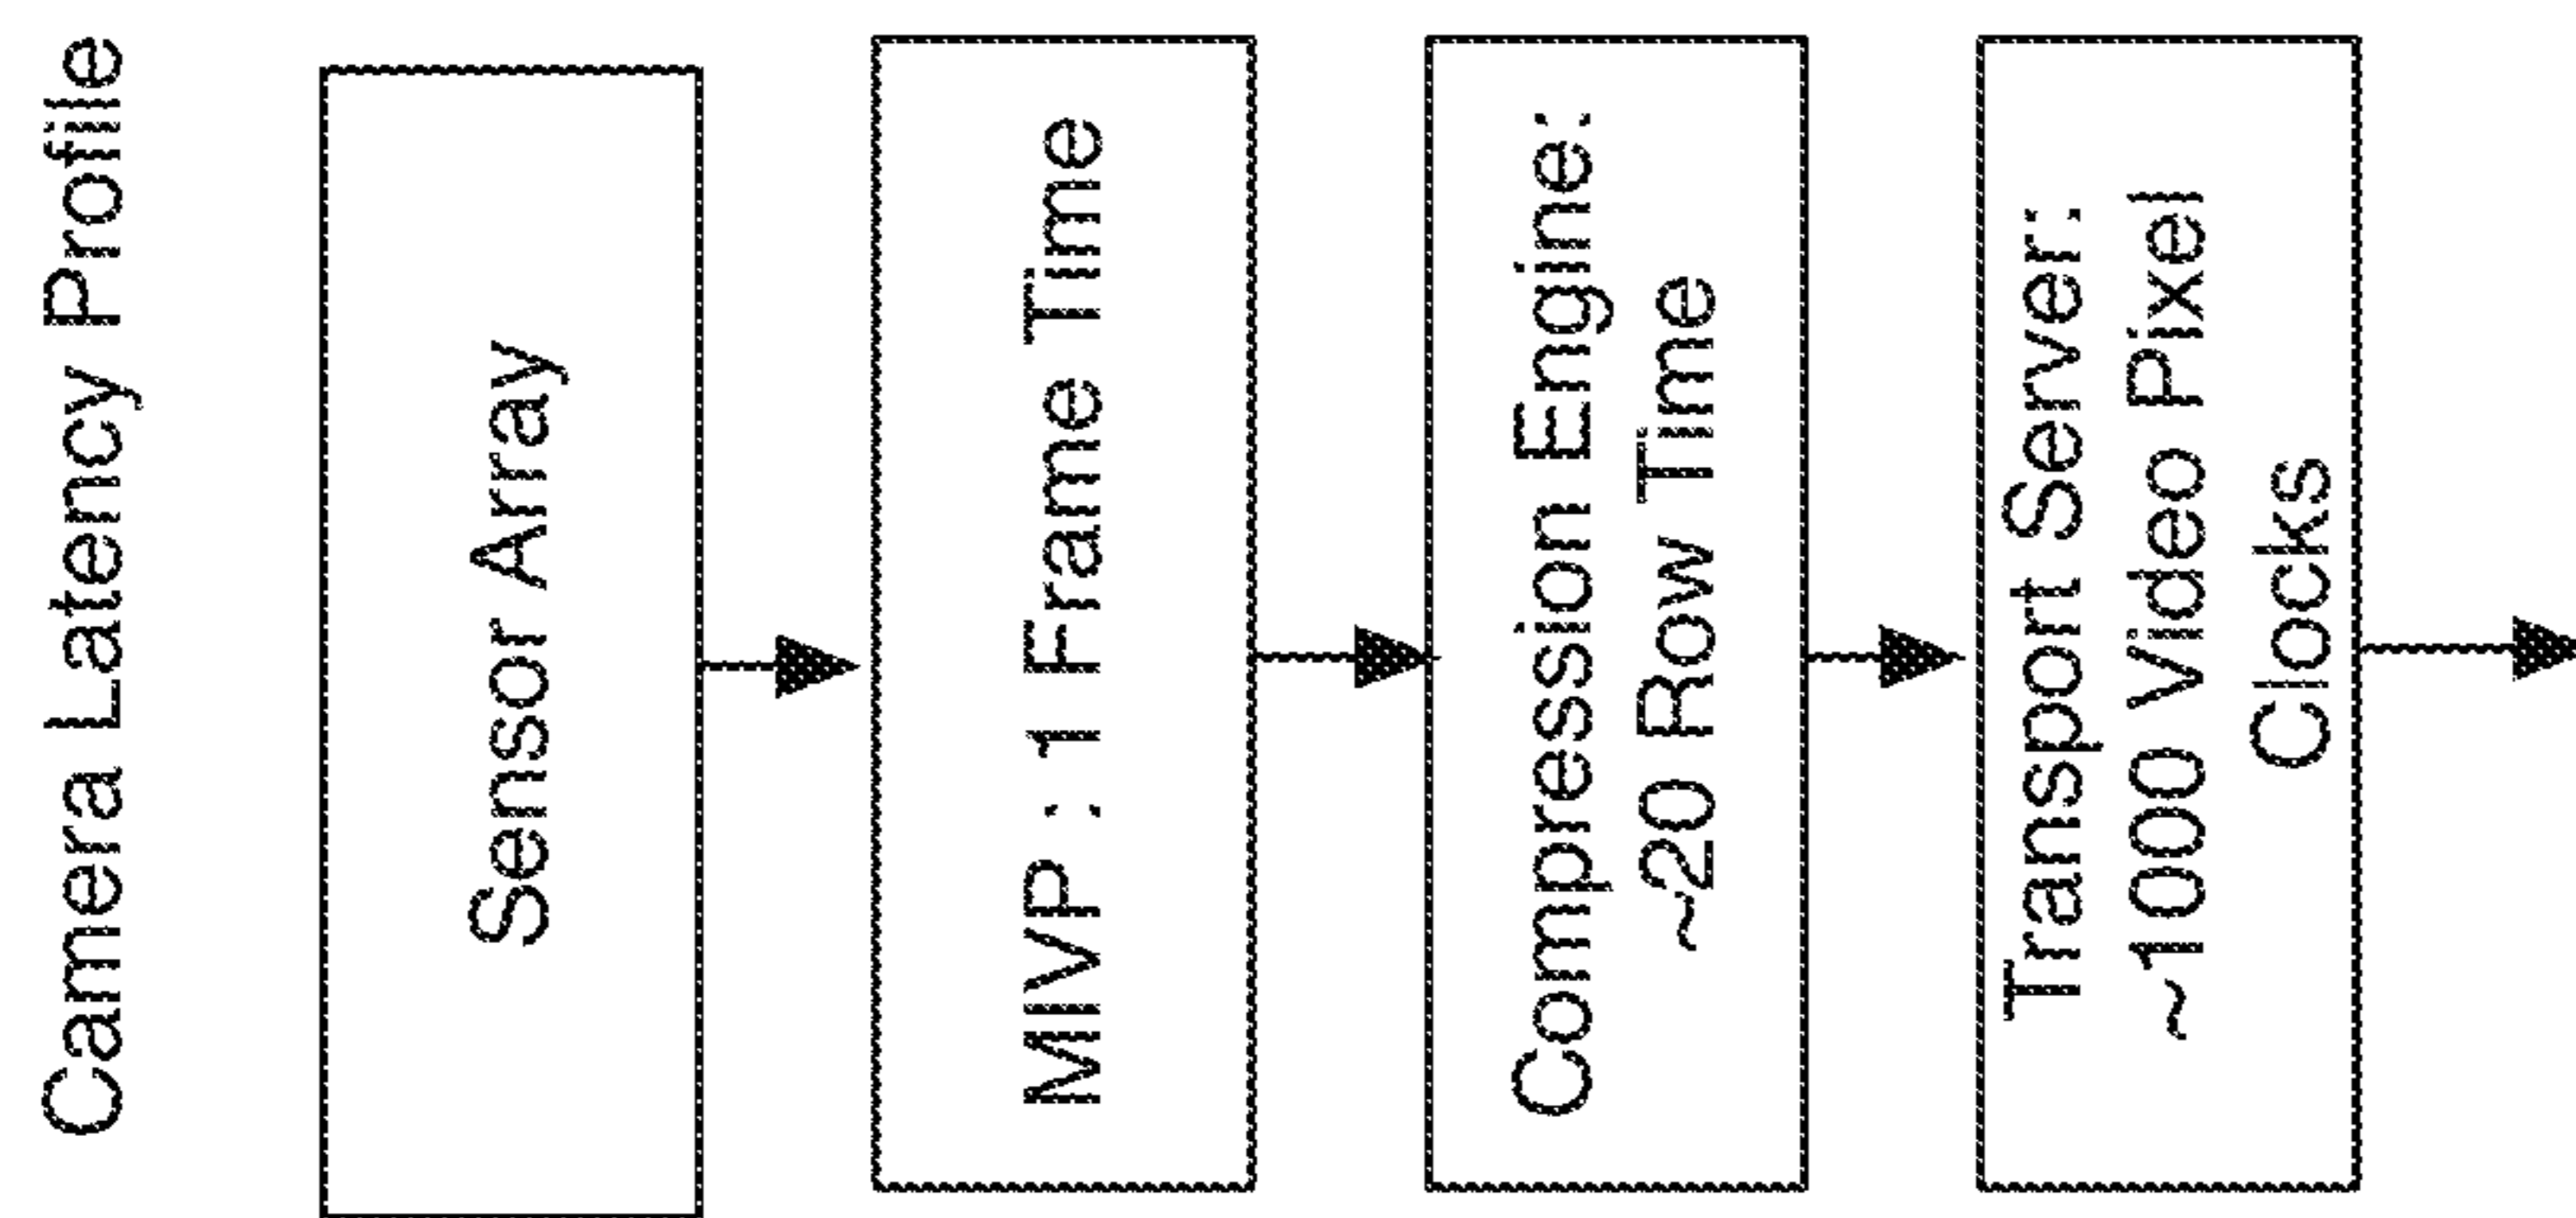 Camera Latency Profile
Sensor Array
MIVP : 1 Frame Time
Compression Engine:
~20 Row Time
Transport Server:
~1000 Video Pixel
Clocks